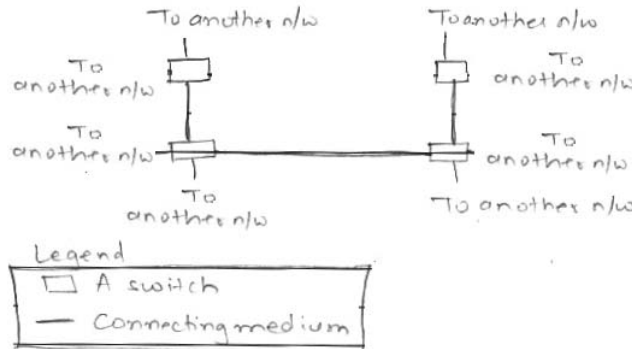 To another n/w
To another n/w
To
another n/w
To
another n/w
To
another n/w
To
another n/w
To
another n/w
To another n/w
Legend
A switch
Connecting medium